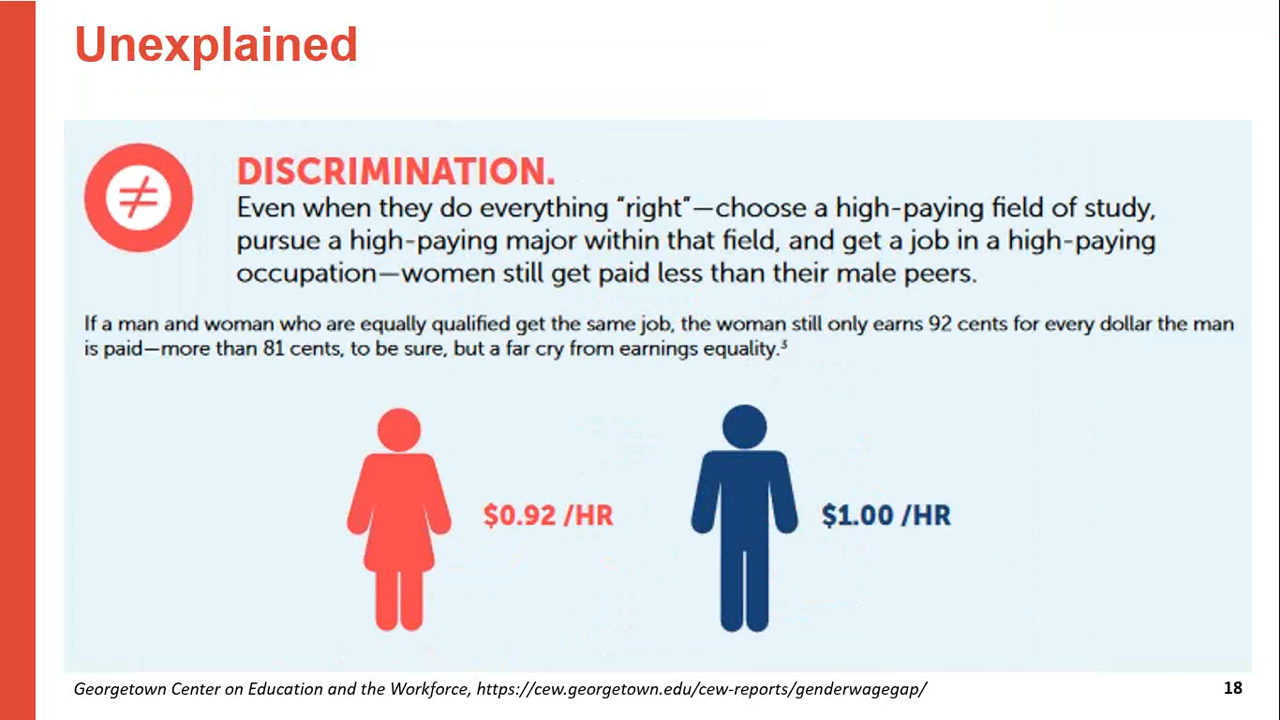 Unexplained
≠
DISCRIMINATION.
Even when they do everything “right”—choose a high-paying field of study,
pursue a high-paying major within that field, and get a job in a high-paying
occupation—women still get paid less than their male peers.
If a man and woman who are equally qualified get the same job, the woman still only earns 92 cents for every dollar the man
is paid—more than 81 cents, to be sure, but a far cry from earnings equality.³
$0.92 /HR
$1.00 /HR
Georgetown Center on Education and the Workforce, https://cew.georgetown.edu/cew-reports/genderwagegap/
18